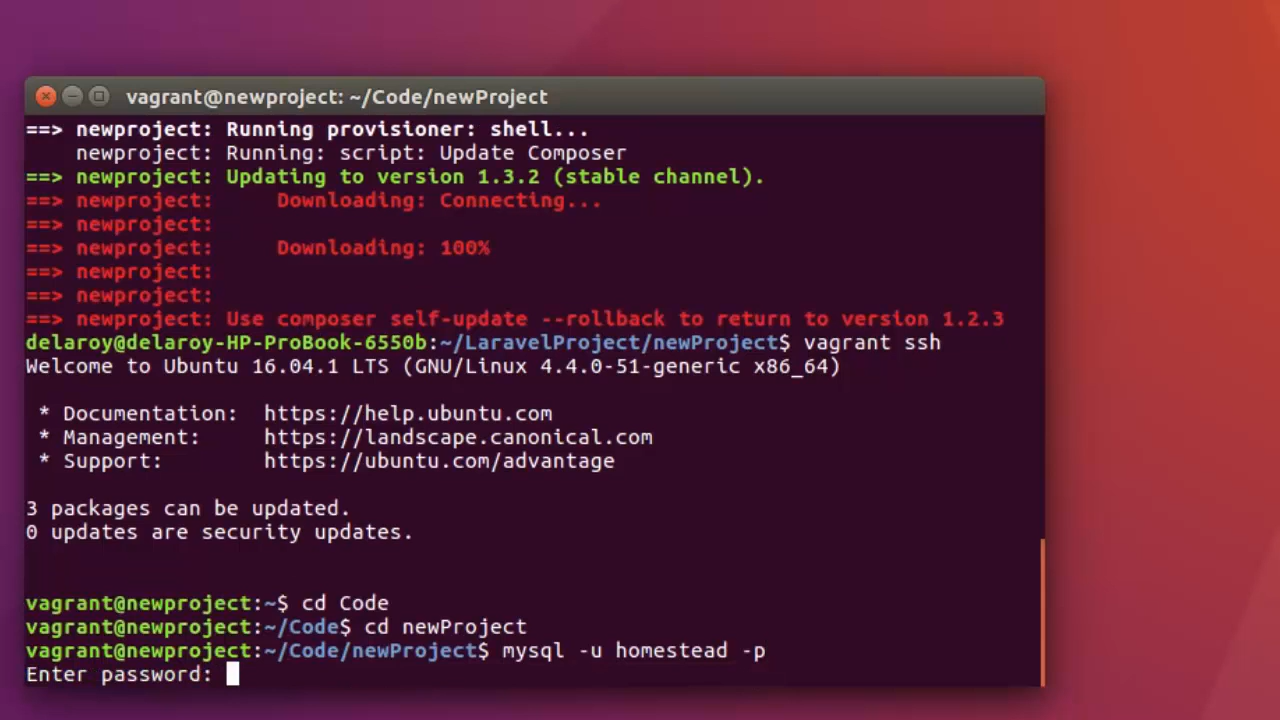 vagrant@newproject: ~/Code/newProject
==> newproject: Running provisioner: shell...
newproject: Running: script: Update Composer
==> newproject: Updating to version 1.3.2 (stable channel).
==> newproject:     Downloading: Connecting...
==> newproject:
==> newproject:     Downloading: 100%
==> newproject:
==> newproject:
==> newproject: Use composer self-update --rollback to return to version 1.2.3
delaroy@delaroy-HP-ProBook-6550b:~/LaravelProject/newProject$ vagrant ssh
Welcome to Ubuntu 16.04.1 LTS (GNU/Linux 4.4.0-51-generic x86_64)
* Documentation:  https://help.ubuntu.com
* Management:     https://landscape.canonical.com
* Support:        https://ubuntu.com/advantage
3 packages can be updated.
0 updates are security updates.
vagrant@newproject:~$ cd Code
vagrant@newproject:~/Code$ cd newProject
vagrant@newproject:~/Code/newProject$ mysql -u homestead -p
Enter password: